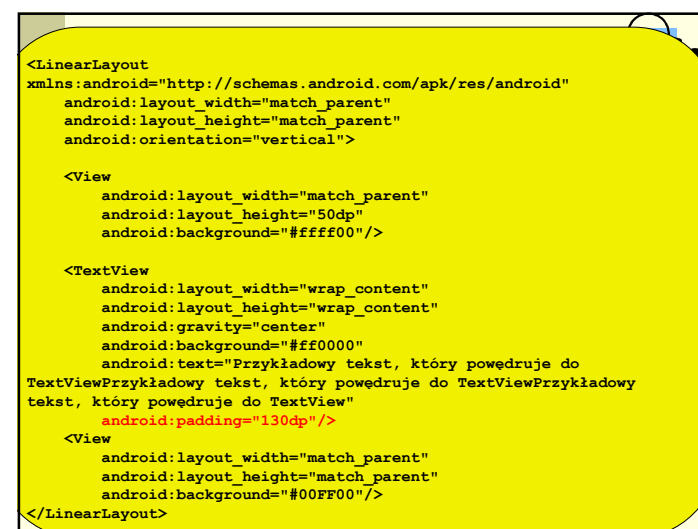 <LinearLayout
xmlns:android="http://schemas.android.com/apk/res/android"
    android:layout_width="match_parent"
    android:layout_height="match_parent"
    android:orientation="vertical">

    <View
        android:layout_width="match_parent"
        android:layout_height="50dp"
        android:background="#ffff00"/>

    <TextView
        android:layout_width="wrap_content"
        android:layout_height="wrap_content"
        android:gravity="center"
        android:background="#ff0000"
        android:text="Przykładowy tekst, który powędruje do
TextViewPrzykładowy tekst, który powędruje do TextViewPrzykładowy
tekst, który powędruje do TextView"
        android:padding="130dp"/>
    <View
        android:layout_width="match_parent"
        android:layout_height="match_parent"
        android:background="#00FF00"/>
</LinearLayout>